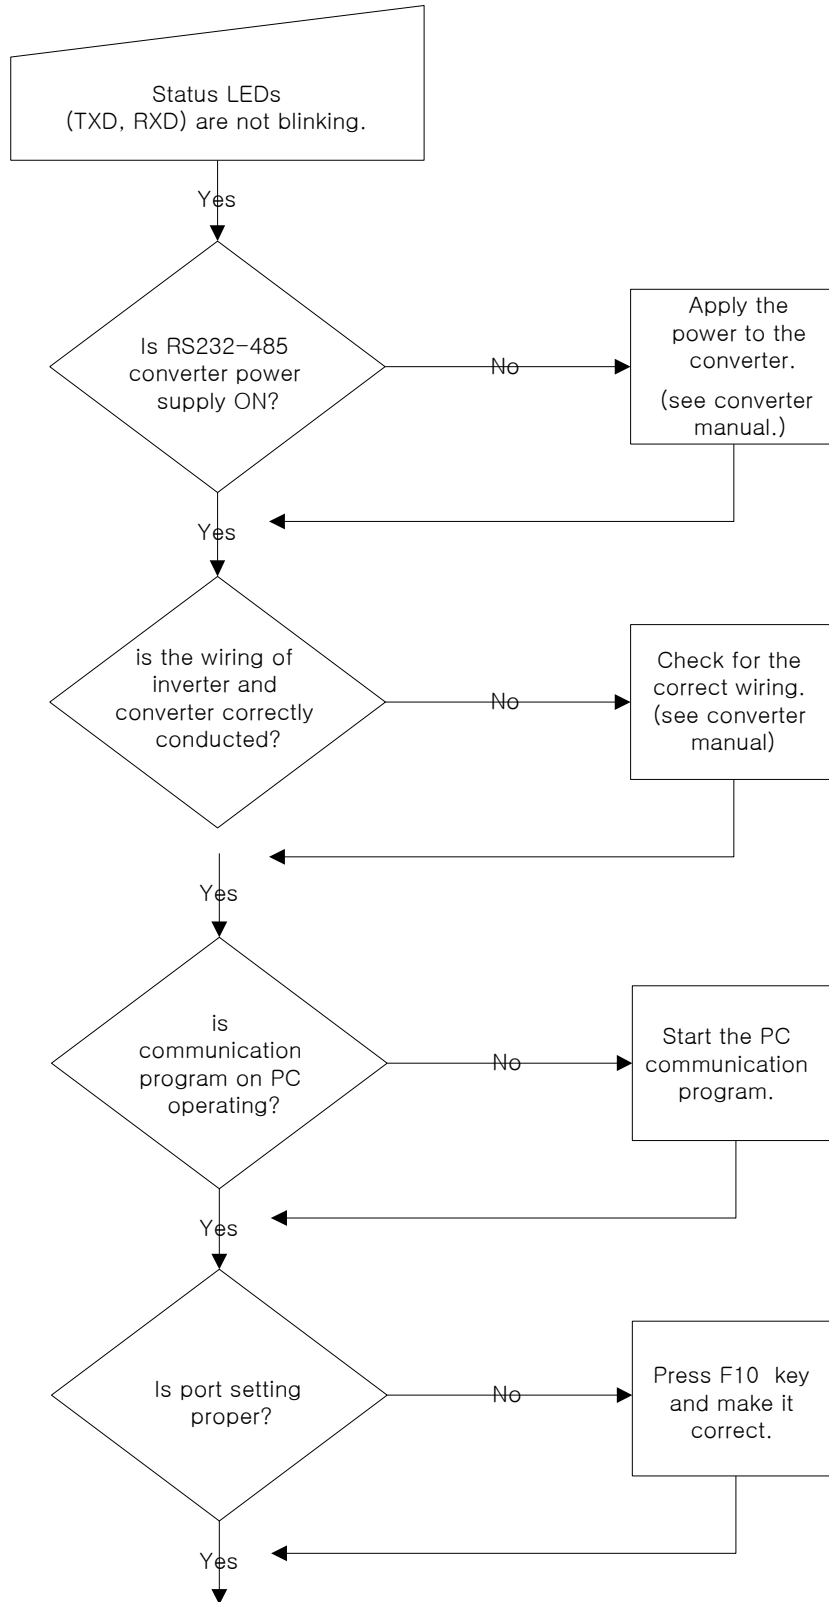 Status LEDs
(TXD, RXD) are not blinking.
Yes
Is RS232-485
converter power
supply ON?
No
Apply the
power to the
converter.
(see converter
manual.)
Yes
is the wiring of
inverter and
converter correctly
conducted?
No
Check for the
correct wiring.
(see converter
manual)
Yes
is
communication
program on PC
operating?
No
Start the PC
communication
program.
Yes
Is port setting
proper?
No
Press F10  key
and make it
correct.
Yes